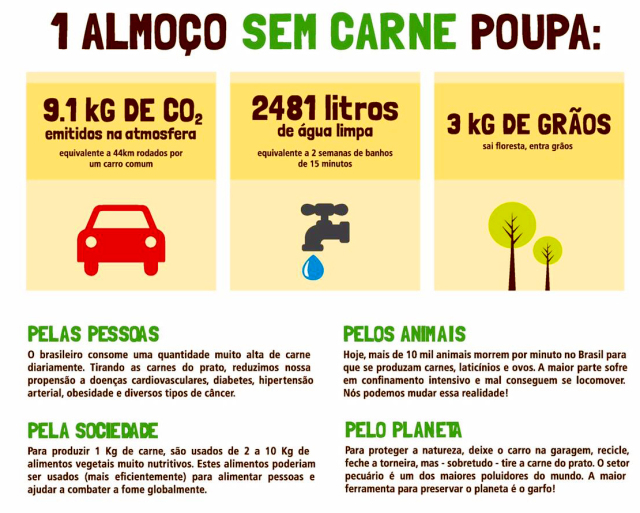 1 ALMOÇO SEM CARNE POUPA:
9.1 kG DE CO₂
emitidos na atmosfera
equivalente a 44km rodados por
um carro comum
2481 litros
de água limpa
equivalente a 2 semanas de banhos
de 15 minutos
3 kG DE GRÃOS
sai floresta, entra grãos
PELAS PESSOAS
O brasileiro consome uma quantidade muito alta de carne
diariamente. Tirando as carnes do prato, reduzimos nossa
propensão a doenças cardiovasculares, diabetes, hipertensão
arterial, obesidade e diversos tipos de câncer.
PELOS ANIMAIS
Hoje, mais de 10 mil animais morrem por minuto no Brasil para
que se produzam carnes, laticínios e ovos. A maior parte sofre
em confinamento intensivo e mal conseguem se locomover.
Nós podemos mudar essa realidade!
PELA SOCIEDADE
Para produzir 1 Kg de carne, são usados de 2 a 10 Kg de
alimentos vegetais muito nutritivos. Estes alimentos poderiam
ser usados (mais eficientemente) para alimentar pessoas e
ajudar a combater a fome globalmente.
PELO PLANETA
Para proteger a natureza, deixe o carro na garagem, recicle,
feche a torneira, mas - sobretudo - tire a carne do prato. O setor
pecuário é um dos maiores poluidores do mundo. A maior
ferramenta para preservar o planeta é o garfo!